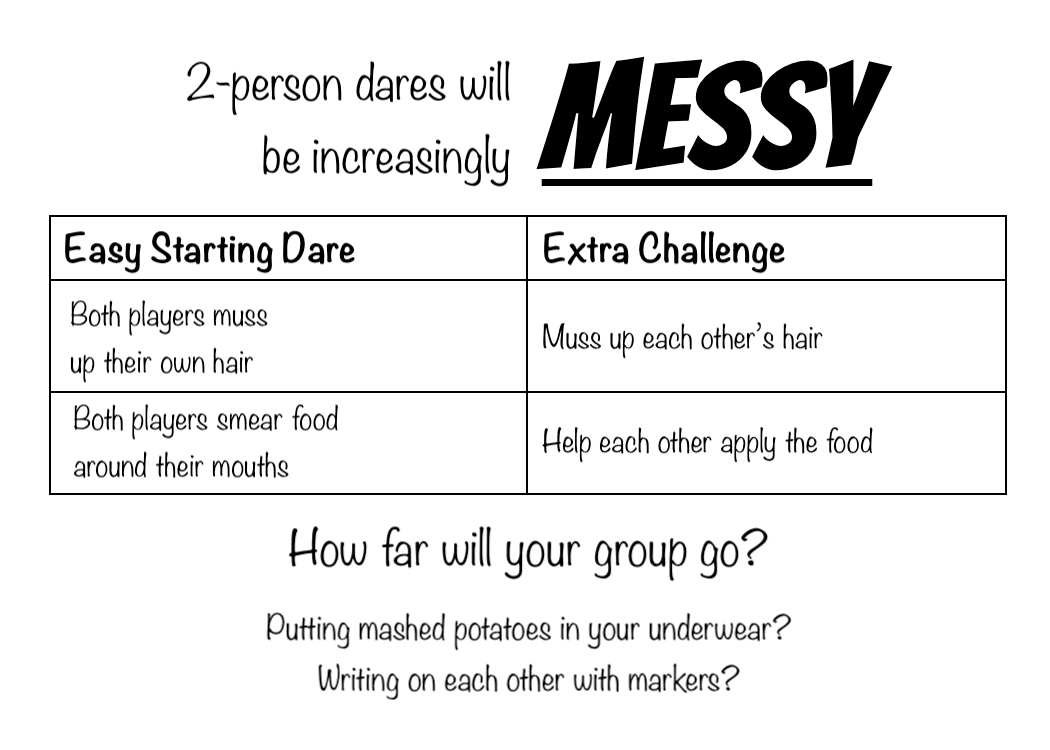 2-person dares will
be increasingly
MESSY
Easy Starting Dare
Extra Challenge
Both players muss
up their own hair
Muss up each other's hair
Both players smear food
around their mouths
Help each other apply the food
How far will your group go?
Putting mashed potatoes in your underwear?
Writing on each other with markers?